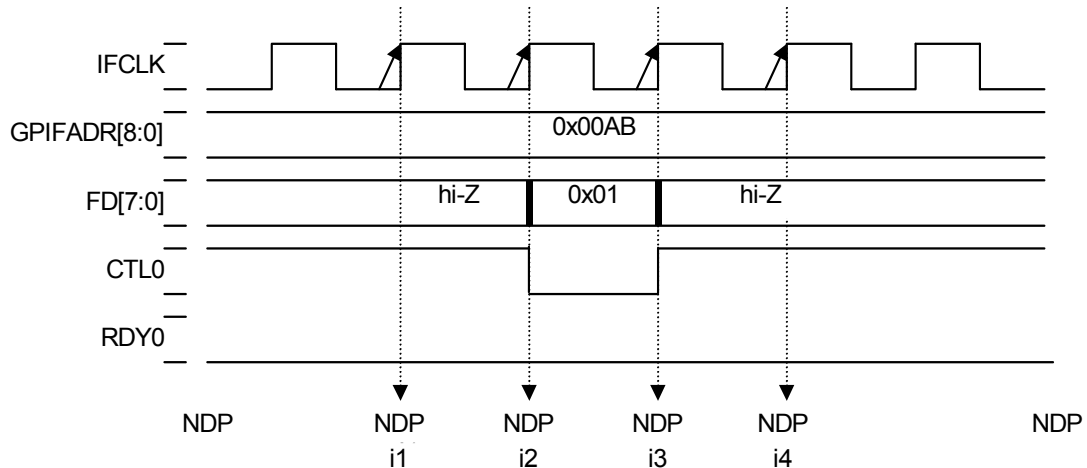 IFCLK
GPIFADR[8:0]
0x00AB
FD[7:0]
hi-Z 0x01 hi-Z
CTL0
RDY0
NDP NDP NDP NDP NDP NDP
i1 i2 i3 i4